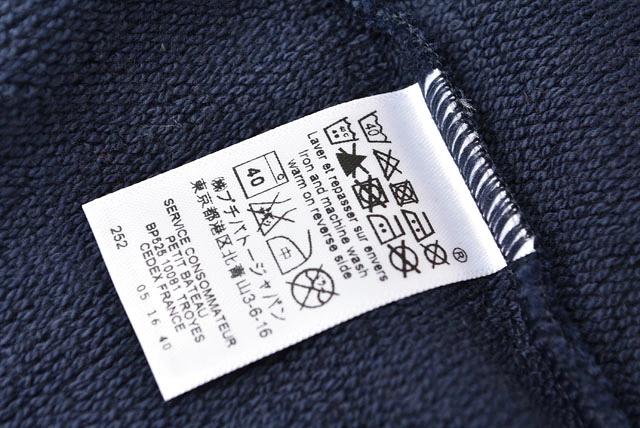 40
®
Laver et repasser sur envers
Iron and machine wash
warm on reverse side
40
(株)プチバトージャパン
東京都港区北青山3-6-16
SERVICE CONSOMMATEUR
PETIT BATEAU
BP525 10081 TROYES
CEDEX FRANCE
252
05 16 40